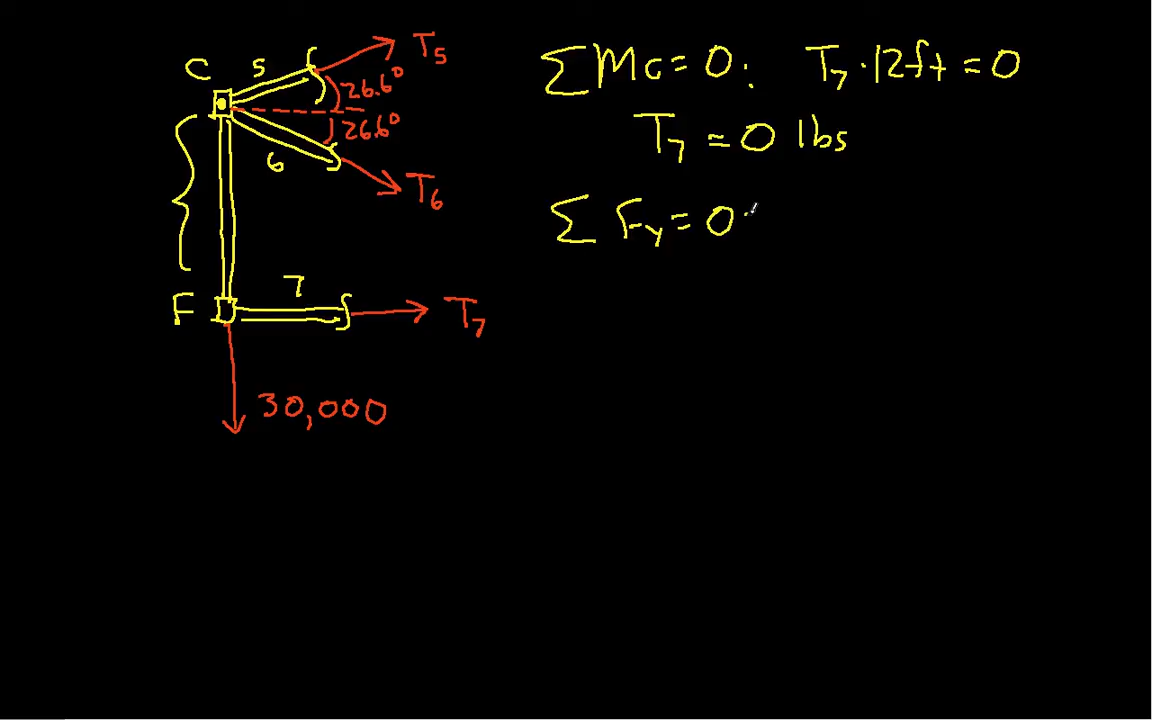 C
5
T5
26.6°
26.6°
6
T6
F
7
T7
30,000
ΣMc = 0: T7 · 12ft = 0
T7 = 0 lbs
ΣFy = 0